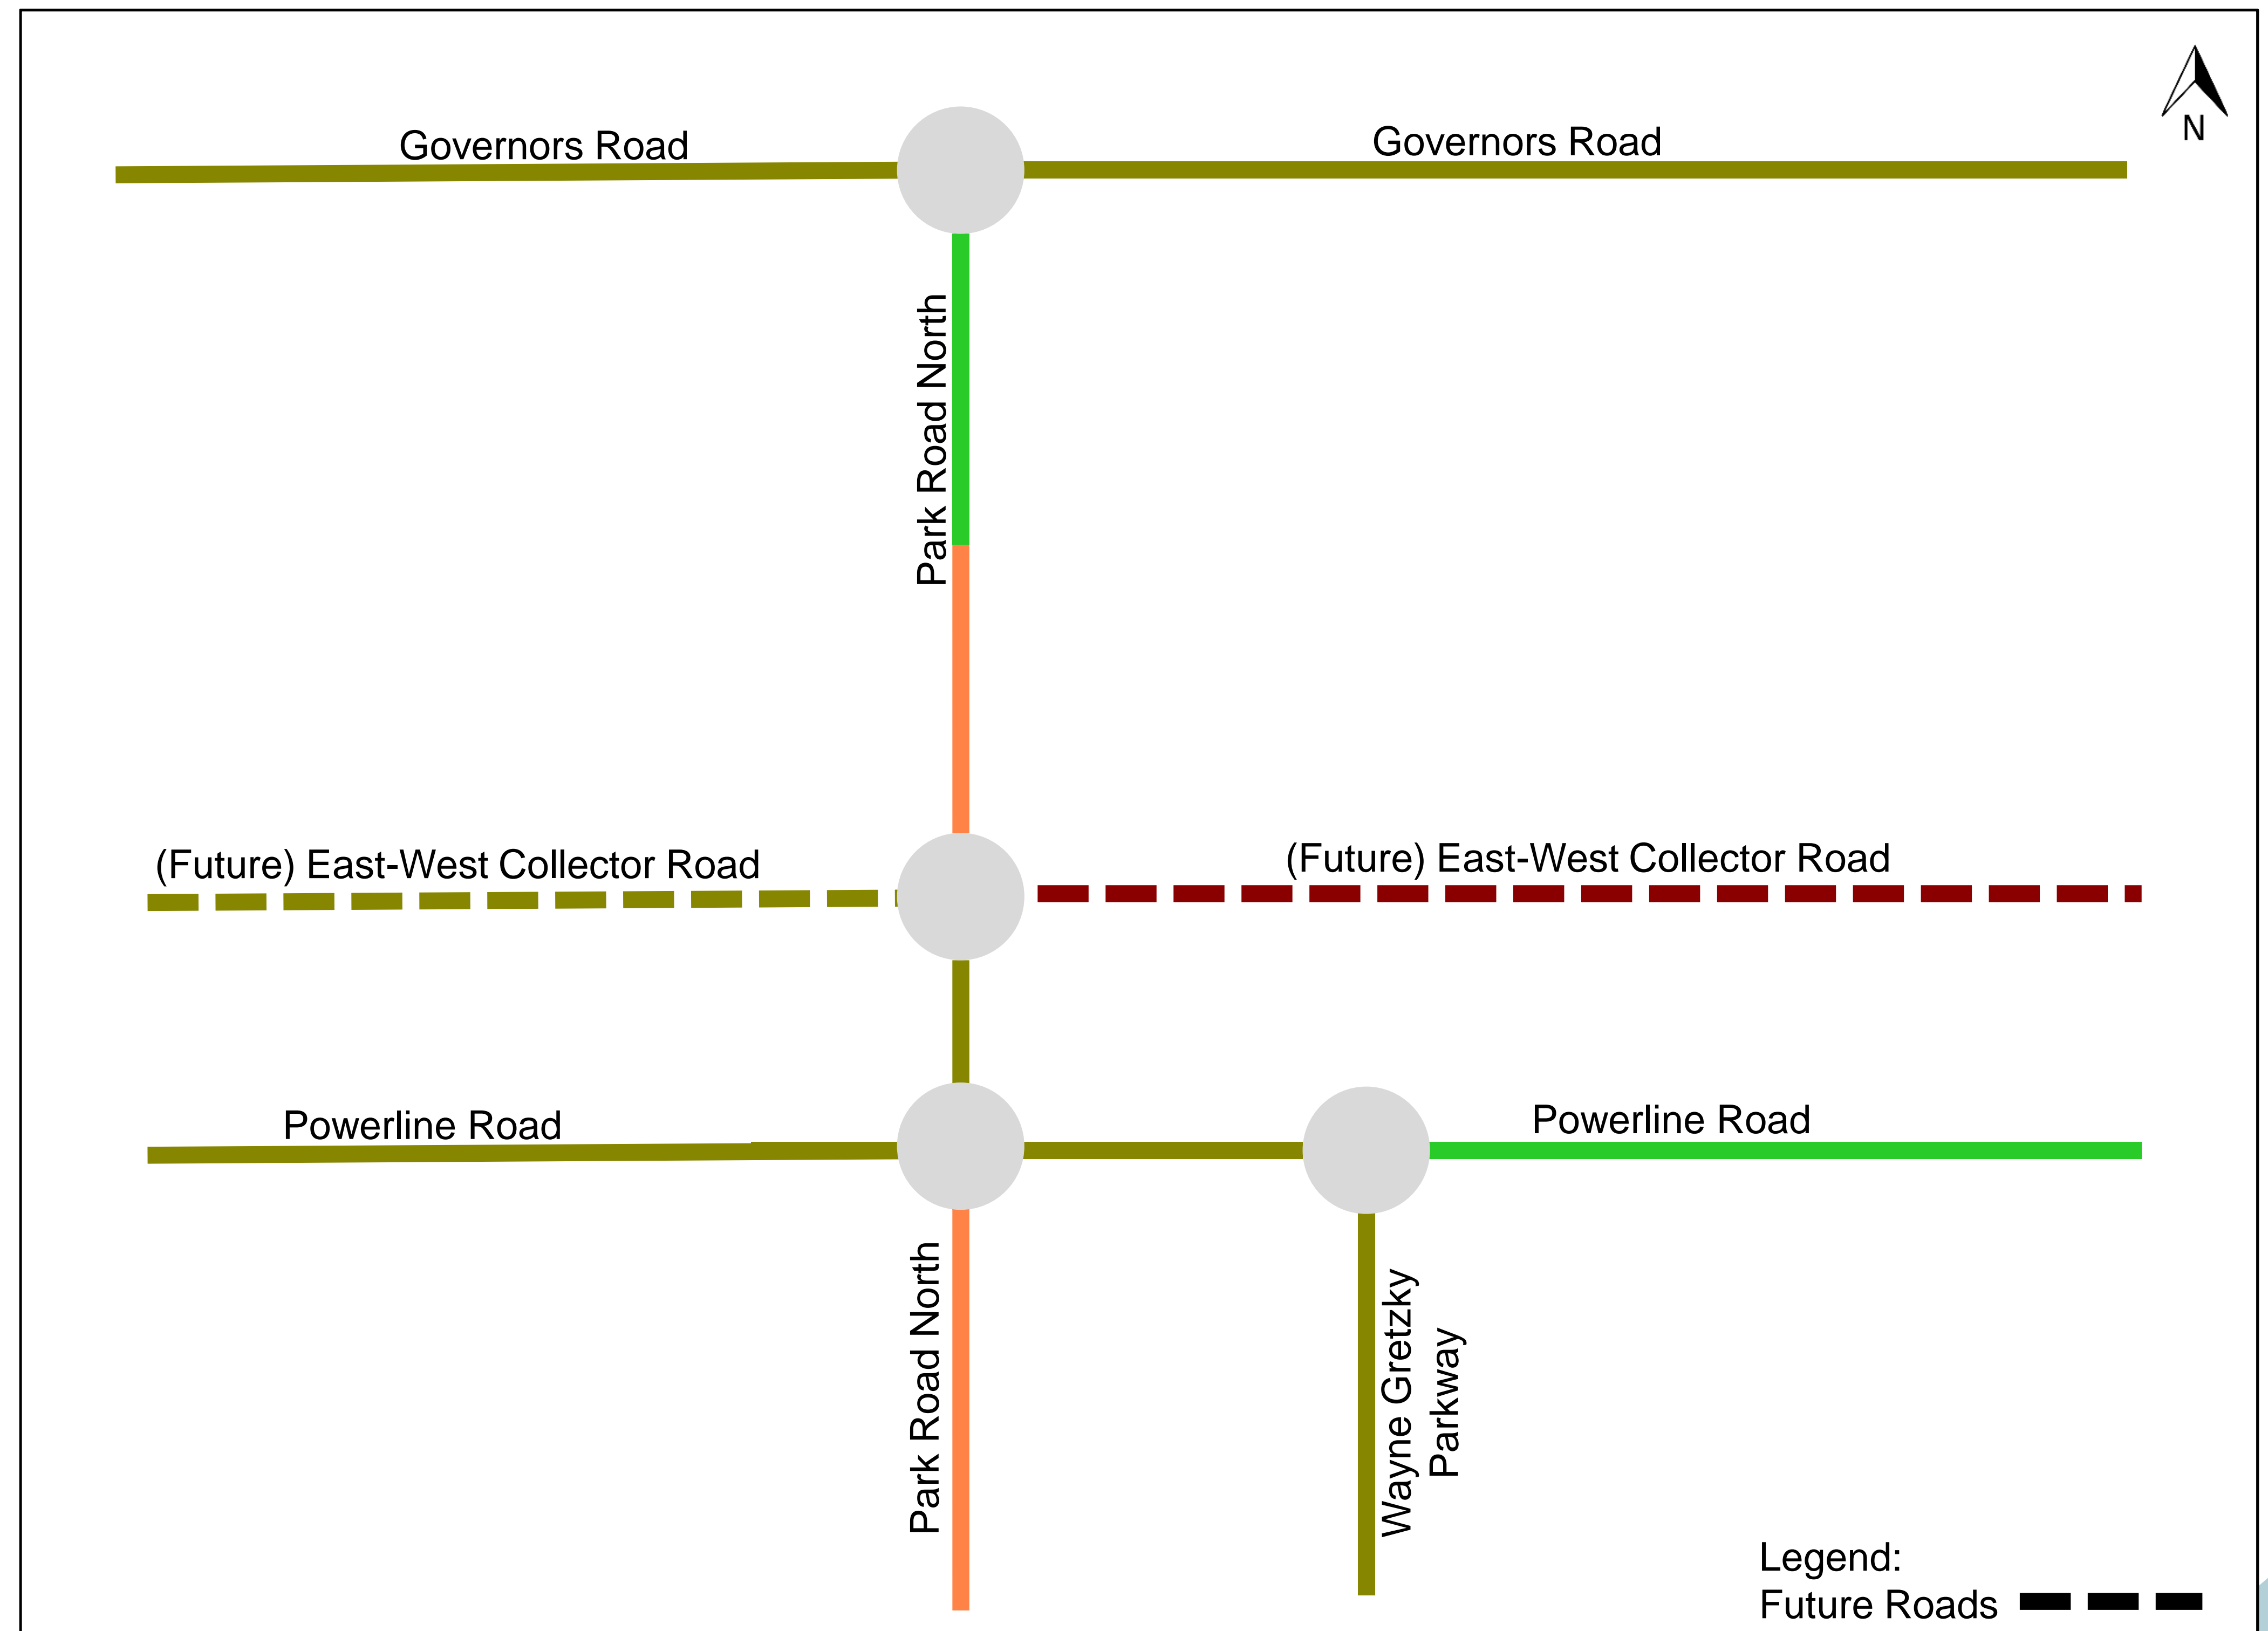 Governors Road
Governors Road
N
Park Road North
(Future) East-West Collector Road
(Future) East-West Collector Road
Powerline Road
Powerline Road
Park Road North
Wayne Gretzky
Parkway
Legend:
Future Roads